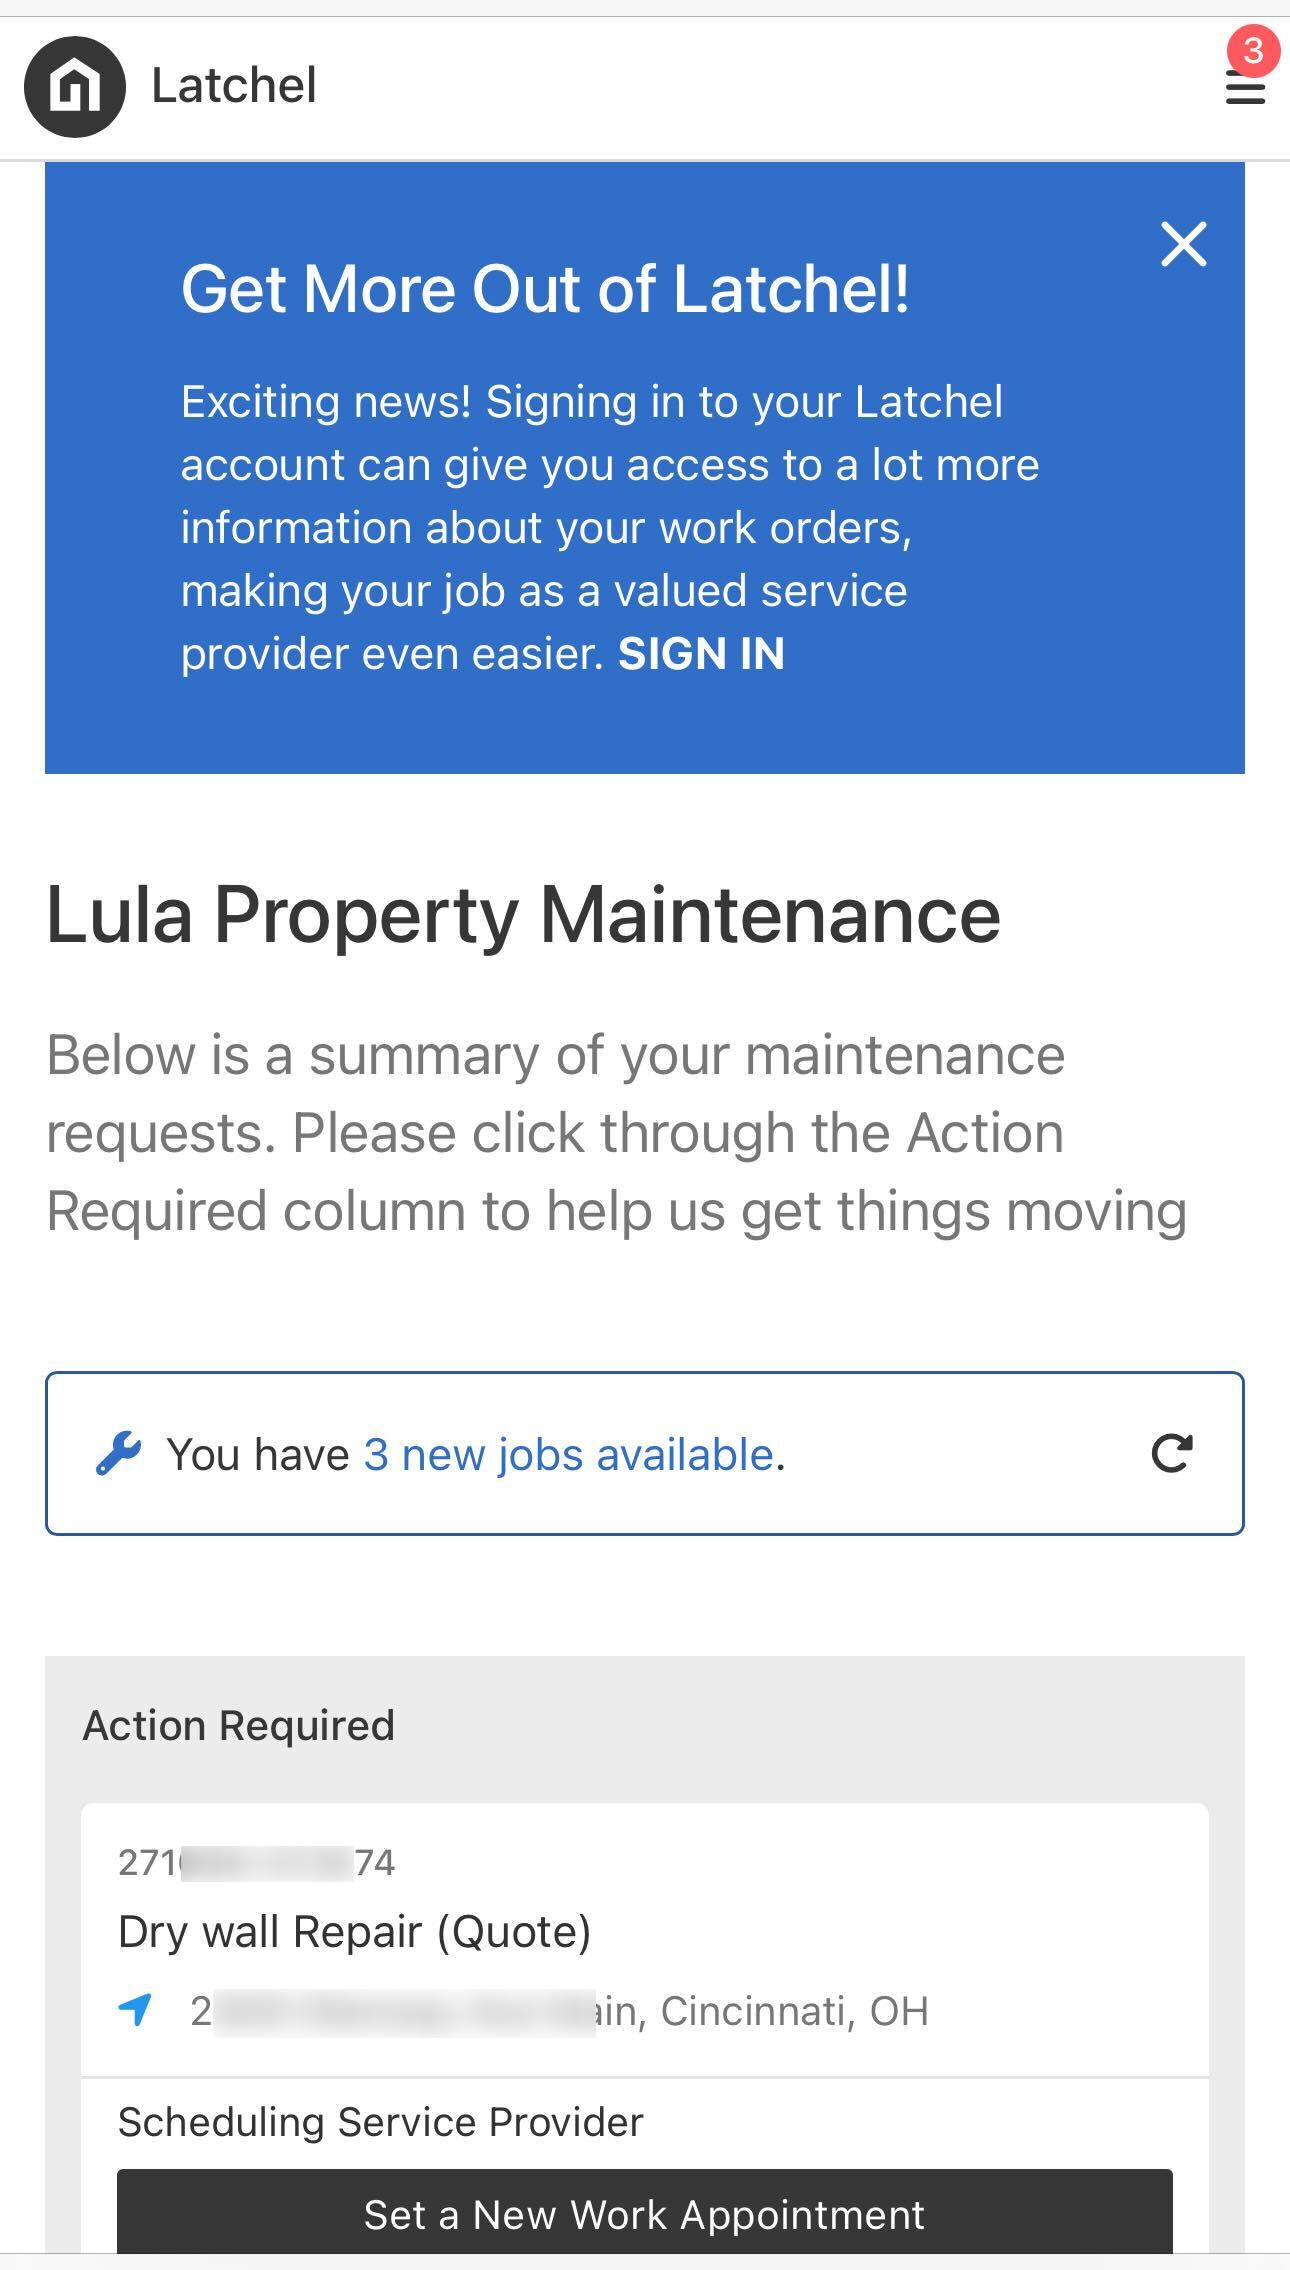 3
Latchel
Get More Out of Latchel!
Exciting news! Signing in to your Latchel
account can give you access to a lot more
information about your work orders,
making your job as a valued service
provider even easier. SIGN IN
Lula Property Maintenance
Below is a summary of your maintenance
requests. Please click through the Action
Required column to help us get things moving
You have 3 new jobs available.
Action Required
271 74
Dry wall Repair (Quote)
2 ain, Cincinnati, OH
Scheduling Service Provider
Set a New Work Appointment